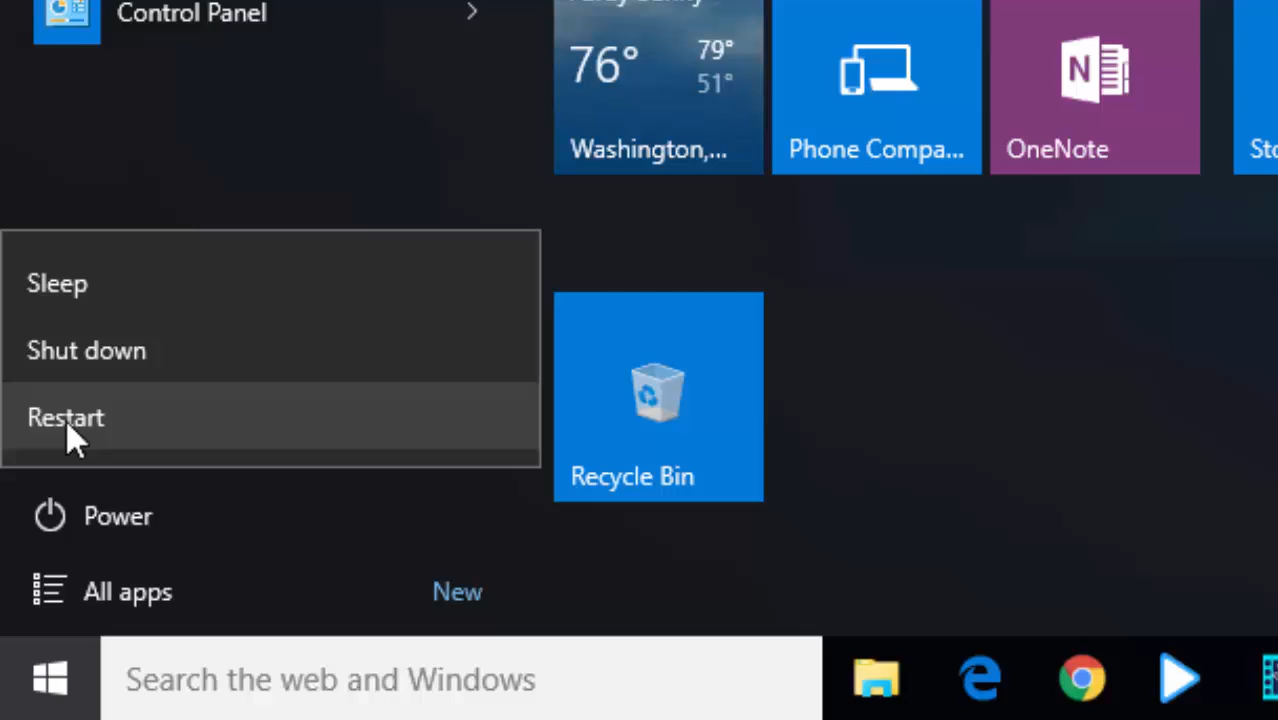 Control Panel
76° 79°
51°
Washington,...
Phone Compa...
N
OneNote
Sleep
Shut down
Restart
Recycle Bin
Power
All apps New
Search the web and Windows